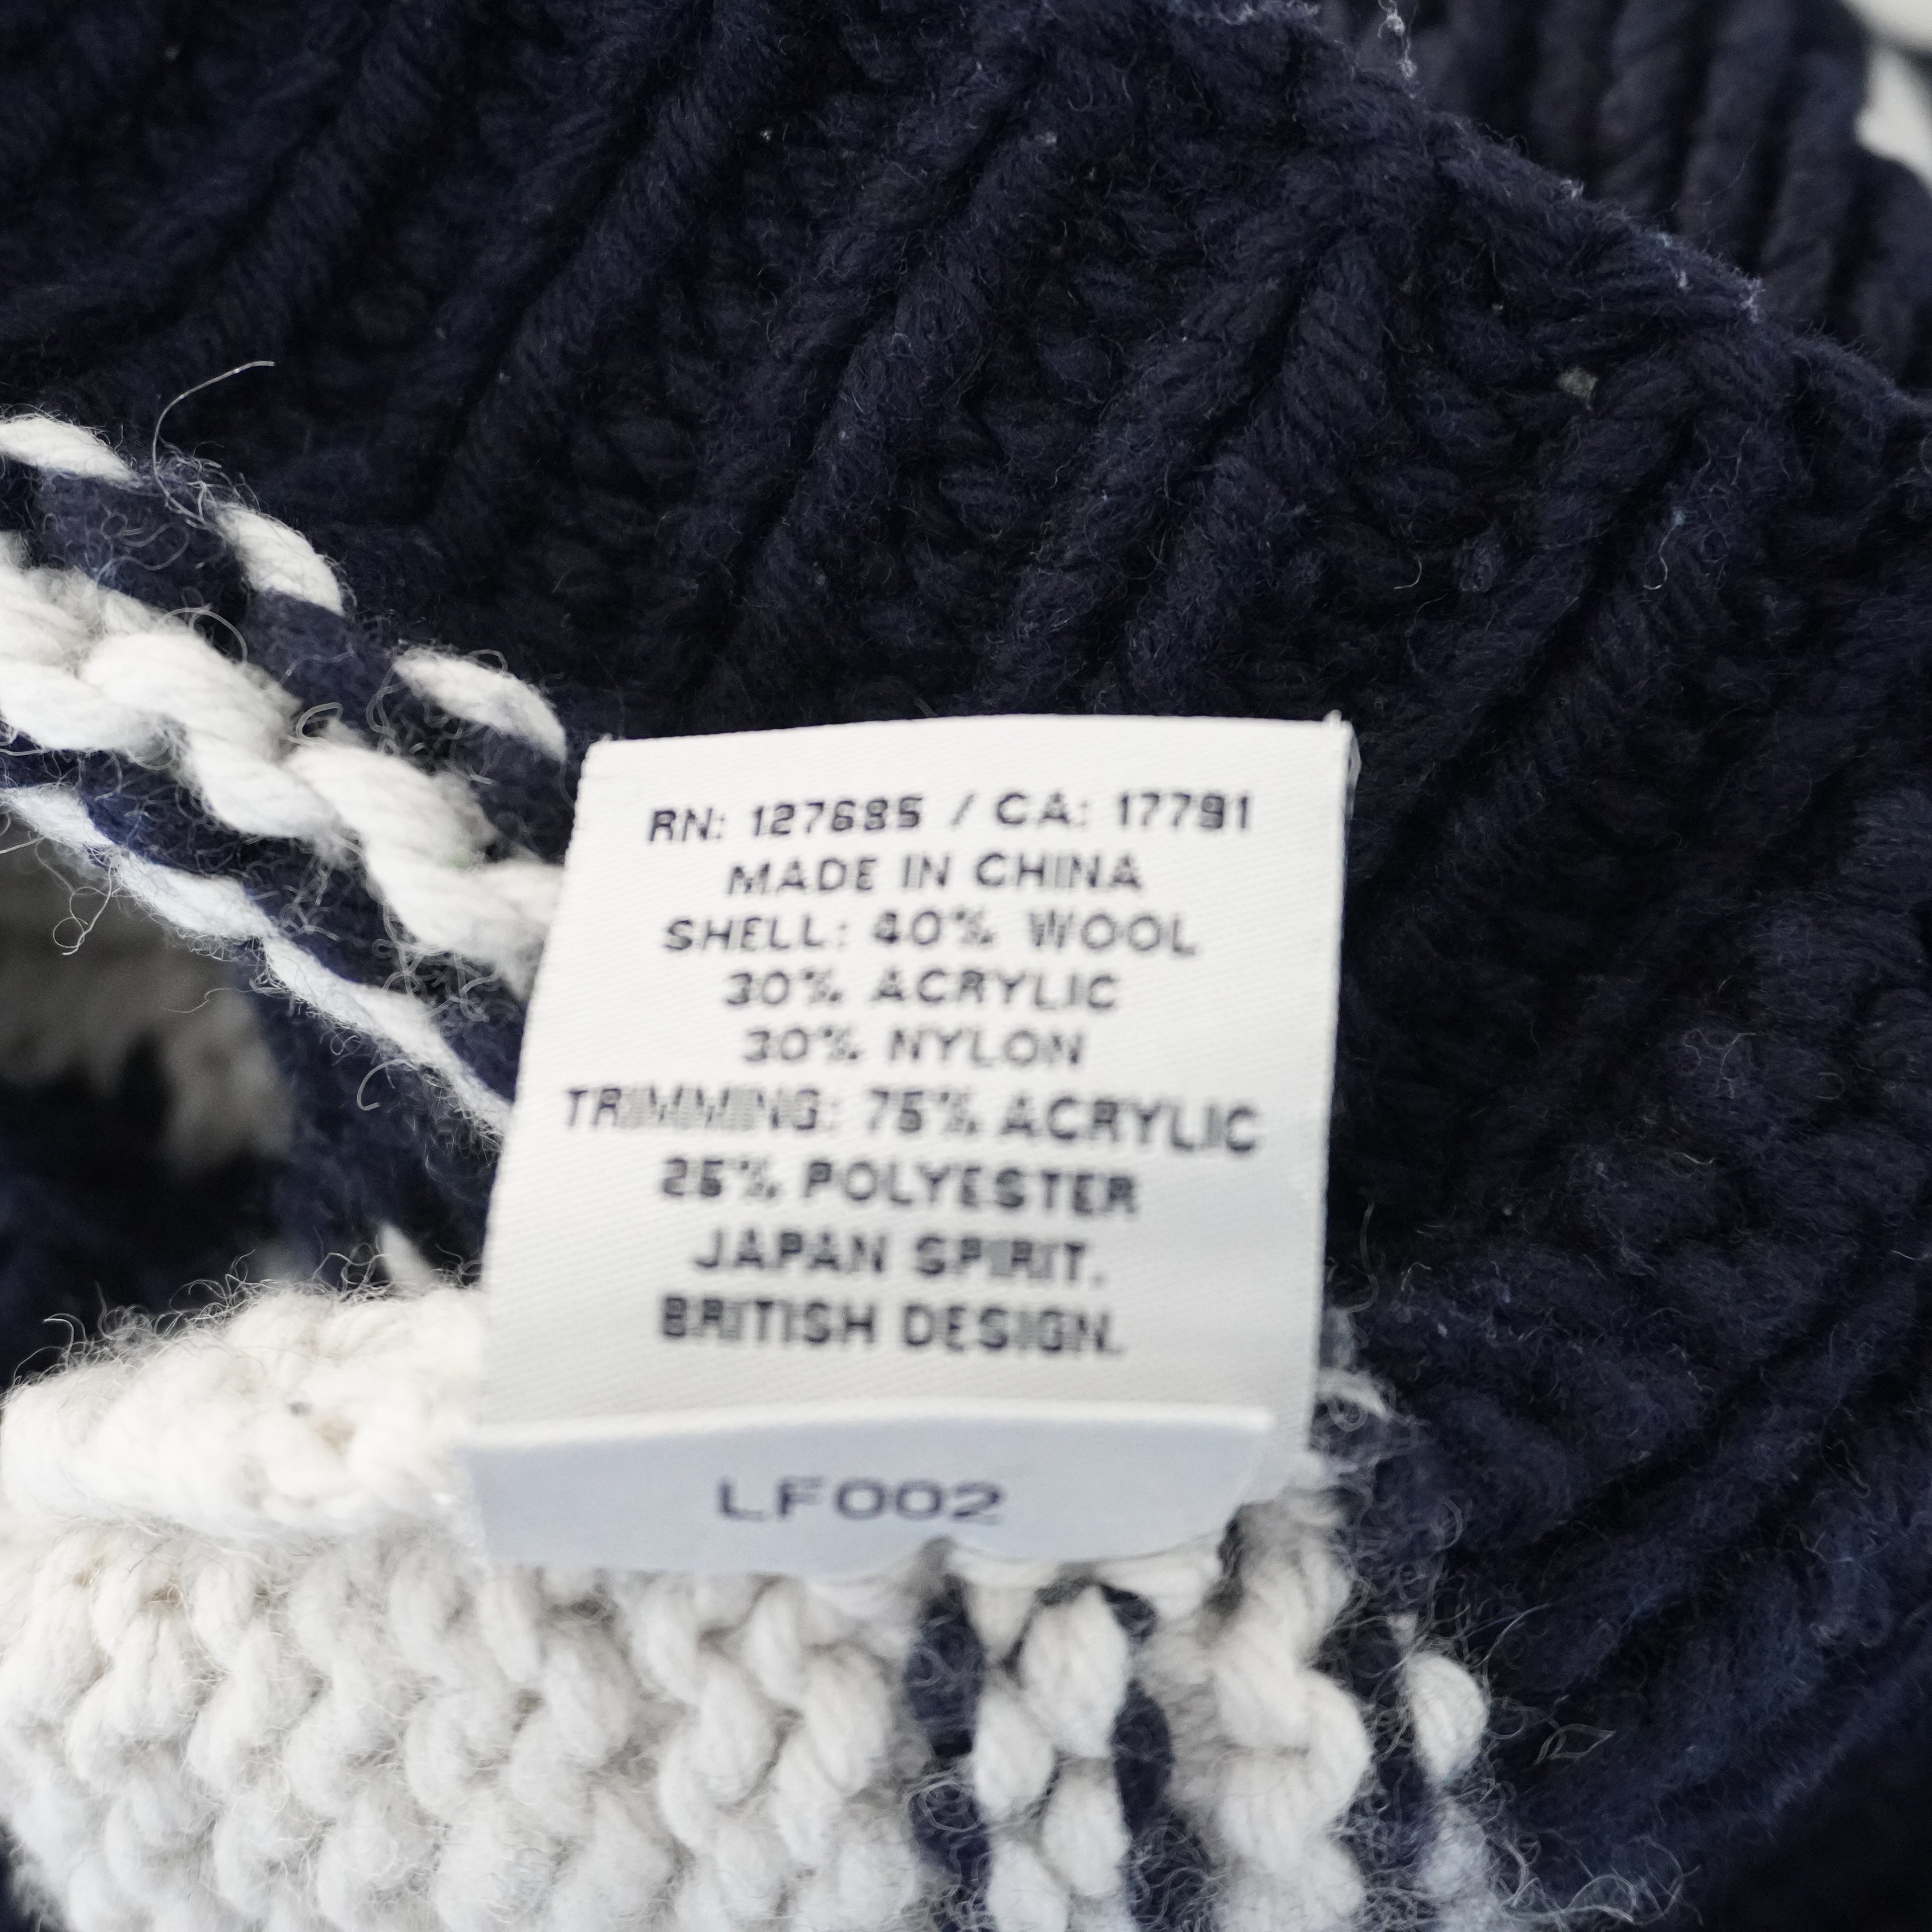 RN: 127685 / CA: 17791
MADE IN CHINA
SHELL: 40% WOOL
30% ACRYLIC
30% NYLON
TRIMMING: 75% ACRYLIC
25% POLYESTER
JAPAN SPIRIT.
BRITISH DESIGN.
LF002